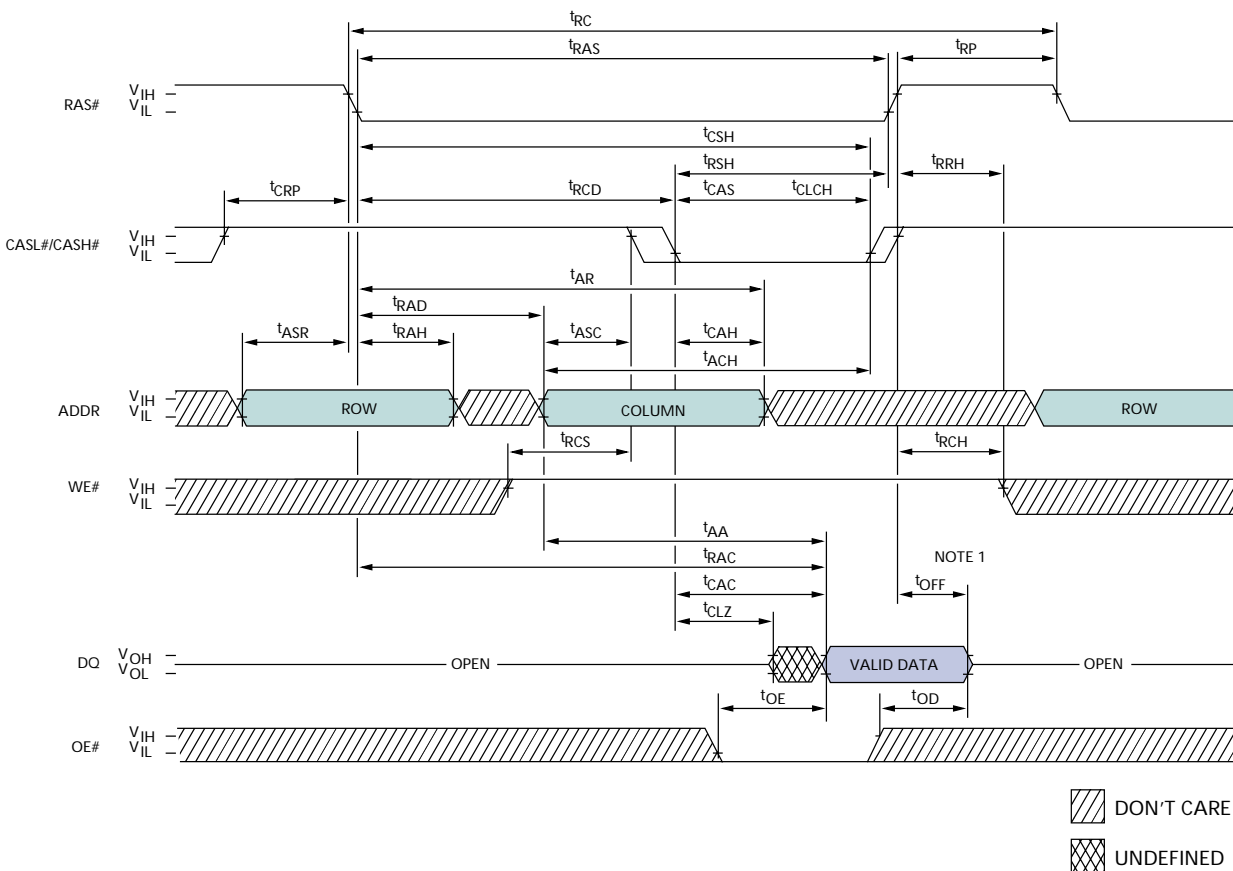 tRC
tRAS
tRP
RAS#
VIH
VIL
tCSH
tRSH
tRRH
tCRP
tRCD
tCAS
tCLCH
CASL#/CASH#
VIH
VIL
tAR
tRAD
tASR
tRAH
tASC
tCAH
tACH
ADDR
VIH
VIL
ROW
COLUMN
ROW
tRCS
tRCH
WE#
VIH
VIL
tAA
tRAC
NOTE 1
tCAC
tOFF
tCLZ
DQ
VOH
VOL
OPEN
VALID DATA
OPEN
tOE
tOD
OE#
VIH
VIL
DON'T CARE
UNDEFINED